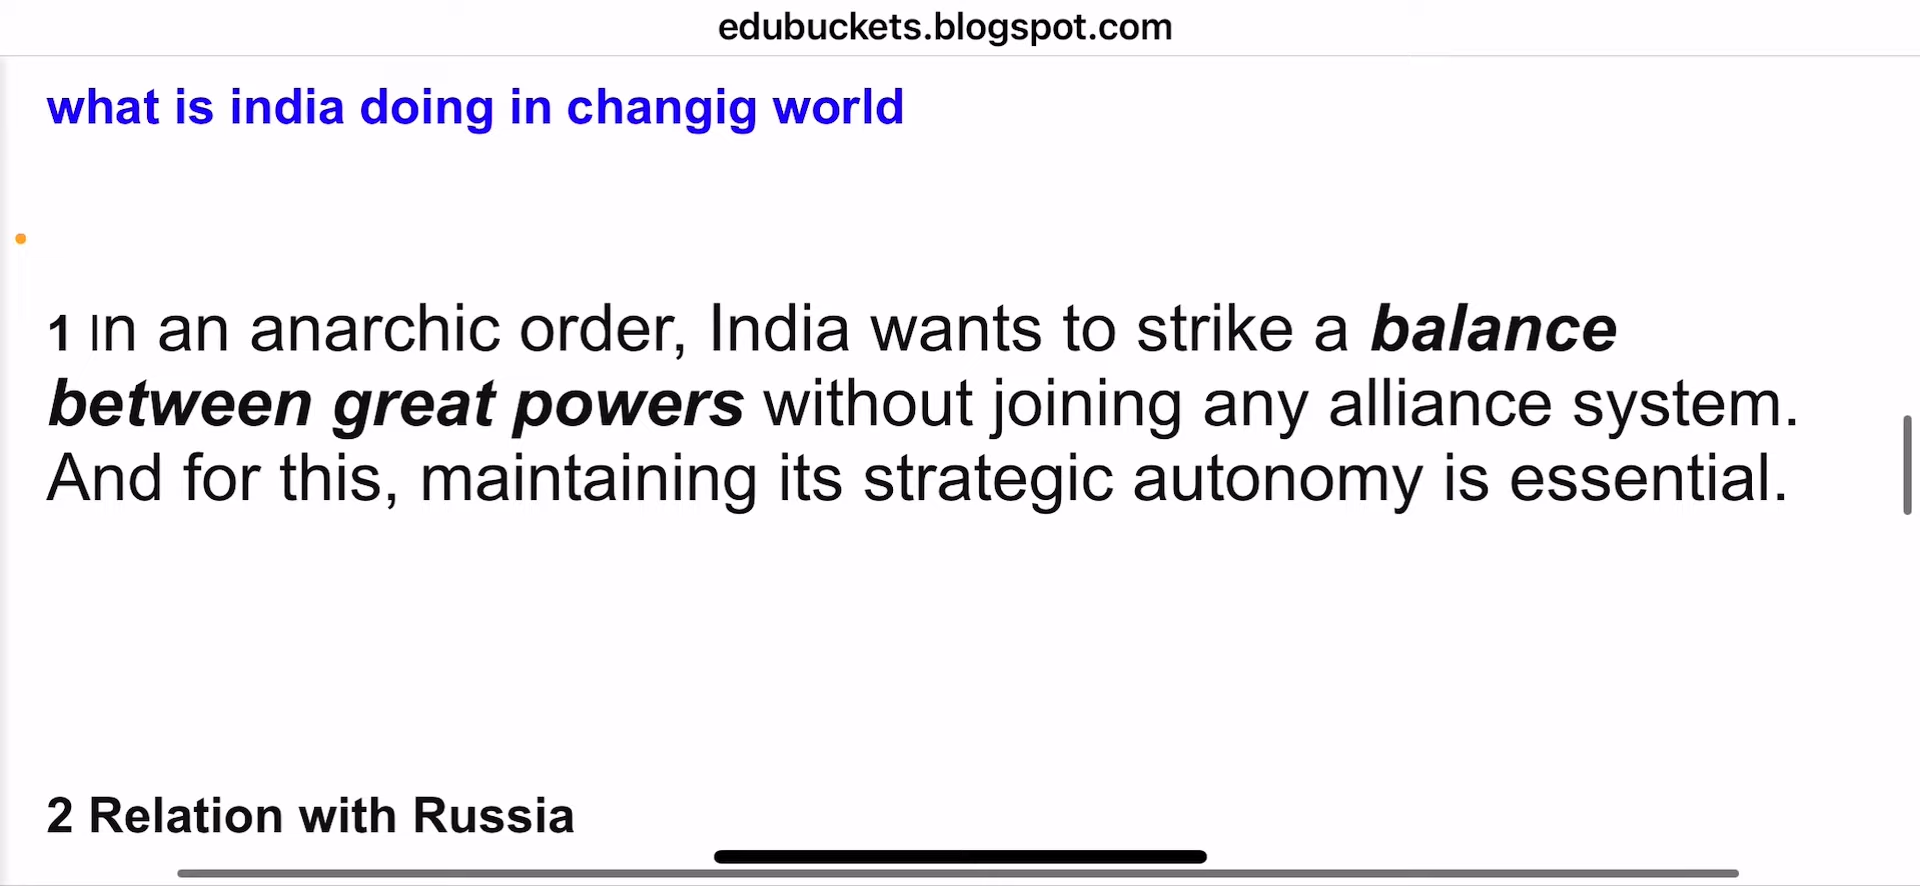 edubuckets.blogspot.com
what is india doing in changig world
1 In an anarchic order, India wants to strike a balance
between great powers without joining any alliance system.
And for this, maintaining its strategic autonomy is essential.
2 Relation with Russia